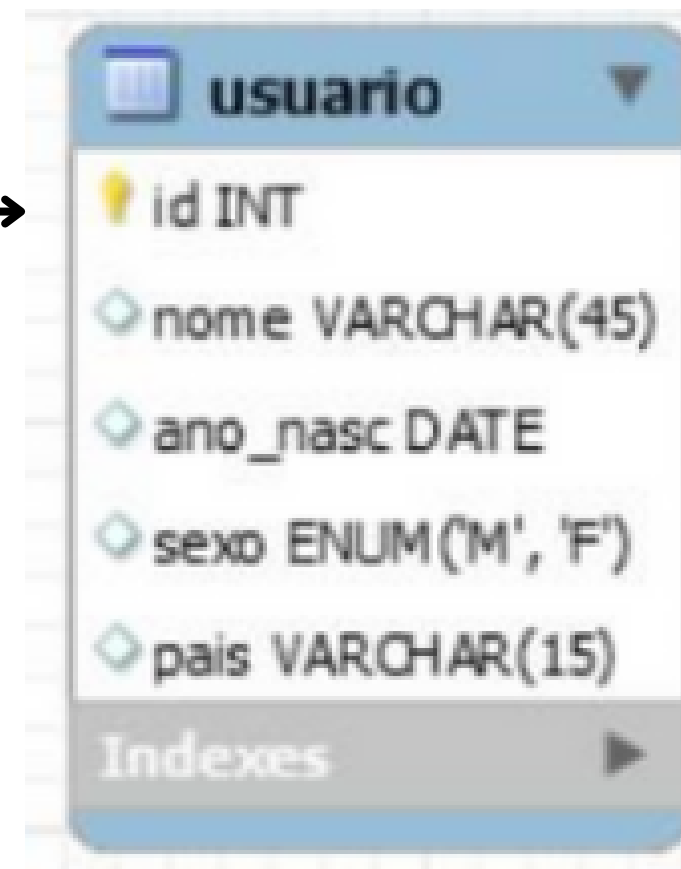 usuario
id INT
nome VARCHAR(45)
ano_nasc DATE
sexo ENUM('M', 'F')
pais VARCHAR(15)
Indexes